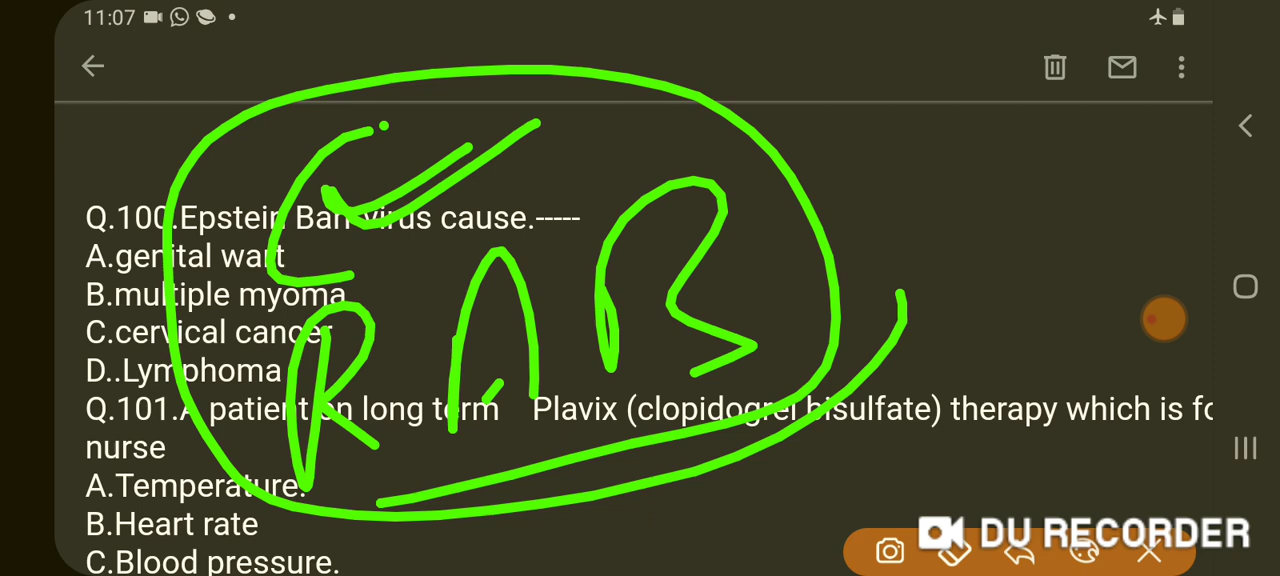 11:07
Q.100.Epstein Barr virus cause.-----
A.genital wart
B.multiple myoma
C.cervical cancer
D..Lymphoma
Q.101.A patient on long term Plavix (clopidogrel bisulfate) therapy which is fo
nurse
A.Temperature.
B.Heart rate
C.Blood pressure.
DU RECORDER